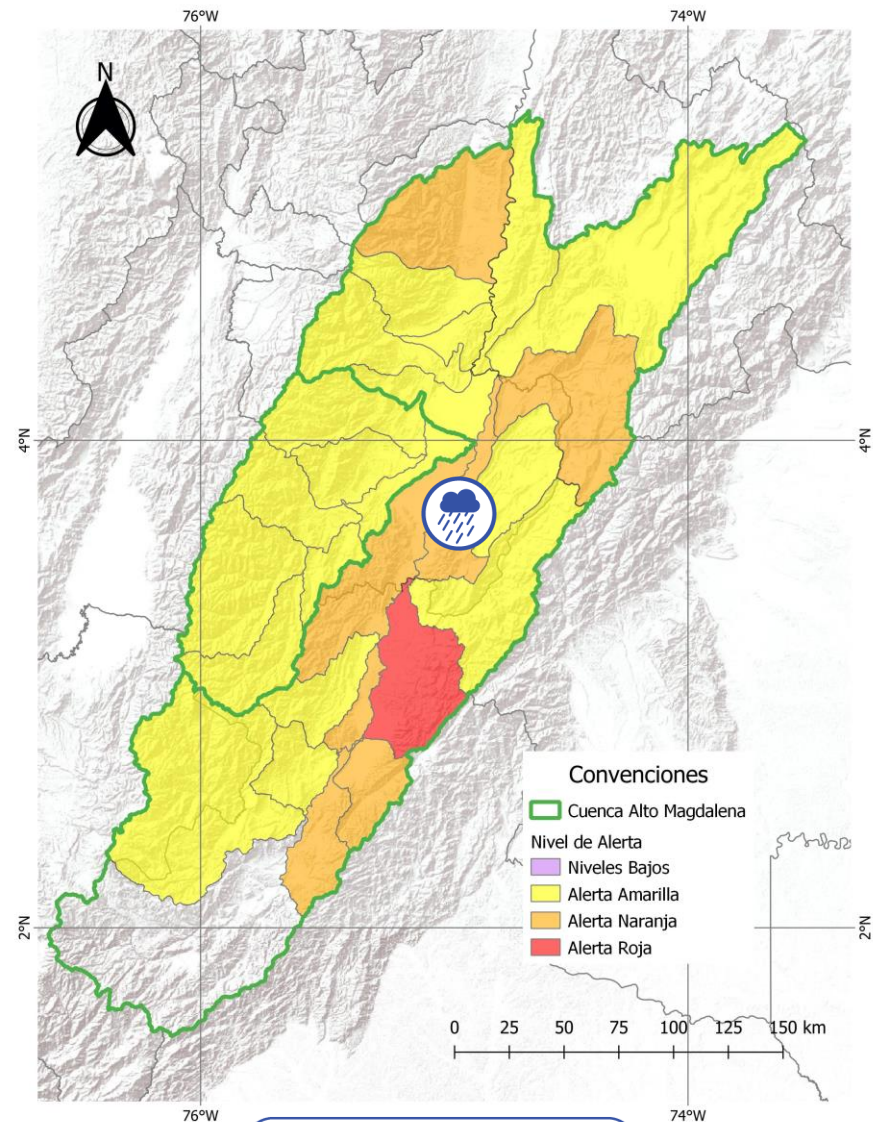 76°W 74°W
N
4°N 4°N
2°N 2°N
Convenciones
Cuenca Alto Magdalena
Nivel de Alerta
Niveles Bajos
Alerta Amarilla
Alerta Naranja
Alerta Roja
0 25 50 75 100 125 150 km
76°W 74°W